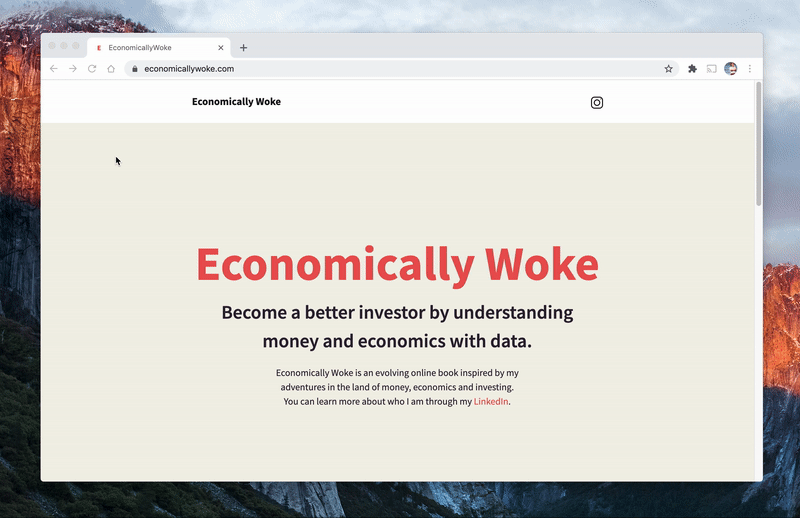 E EconomicallyWoke
economicallywoke.com
Economically Woke
Economically Woke
Become a better investor by understanding
money and economics with data.
Economically Woke is an evolving online book inspired by my
adventures in the land of money, economics and investing.
You can learn more about who I am through my LinkedIn.